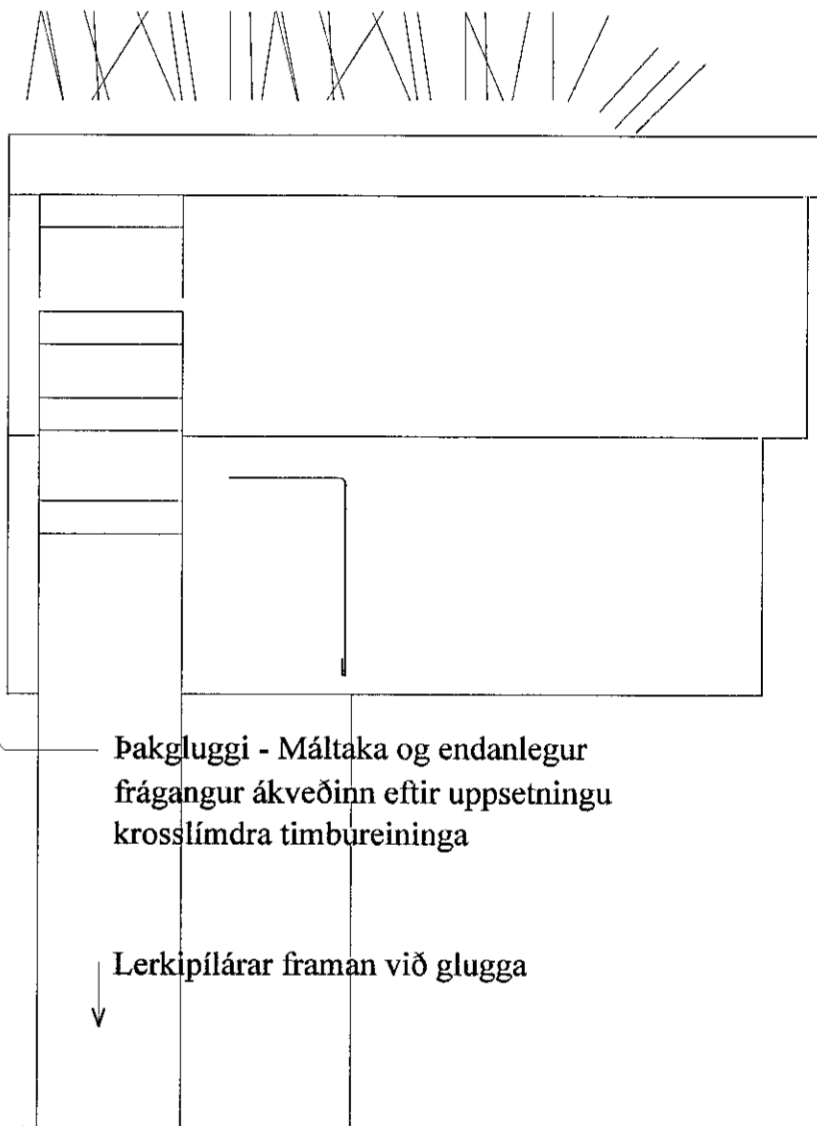 Þakgluggi - Máltaka og endanlegur
frágangur ákveðinn eftir uppsetningu
krosslímdra timbureininga
Lerkipílárar framan við glugga